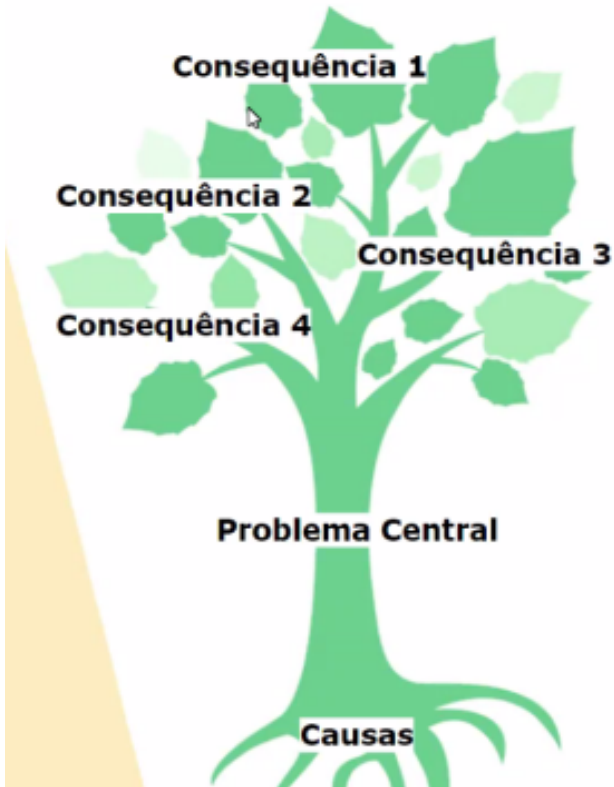 Consequência 1
Consequência 2
Consequência 3
Consequência 4
Problema Central
Causas